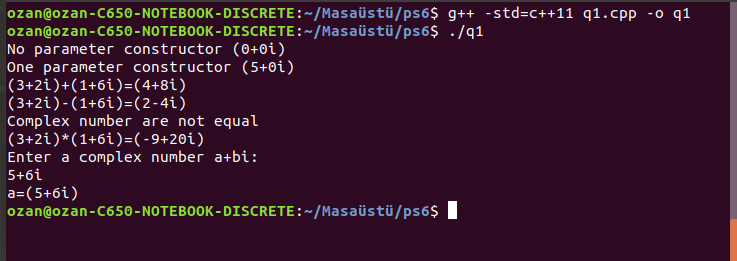 ozan@ozan-C650-NOTEBOOK-DISCRETE:~/Masaüstü/ps6$ g++ -std=c++11 q1.cpp -o q1
ozan@ozan-C650-NOTEBOOK-DISCRETE:~/Masaüstü/ps6$ ./q1
No parameter constructor (0+0i)
One parameter constructor (5+0i)
(3+2i)+(1+6i)=(4+8i)
(3+2i)-(1+6i)=(2-4i)
Complex number are not equal
(3+2i)*(1+6i)=(-9+20i)
Enter a complex number a+bi:
5+6i
a=(5+6i)
ozan@ozan-C650-NOTEBOOK-DISCRETE:~/Masaüstü/ps6$